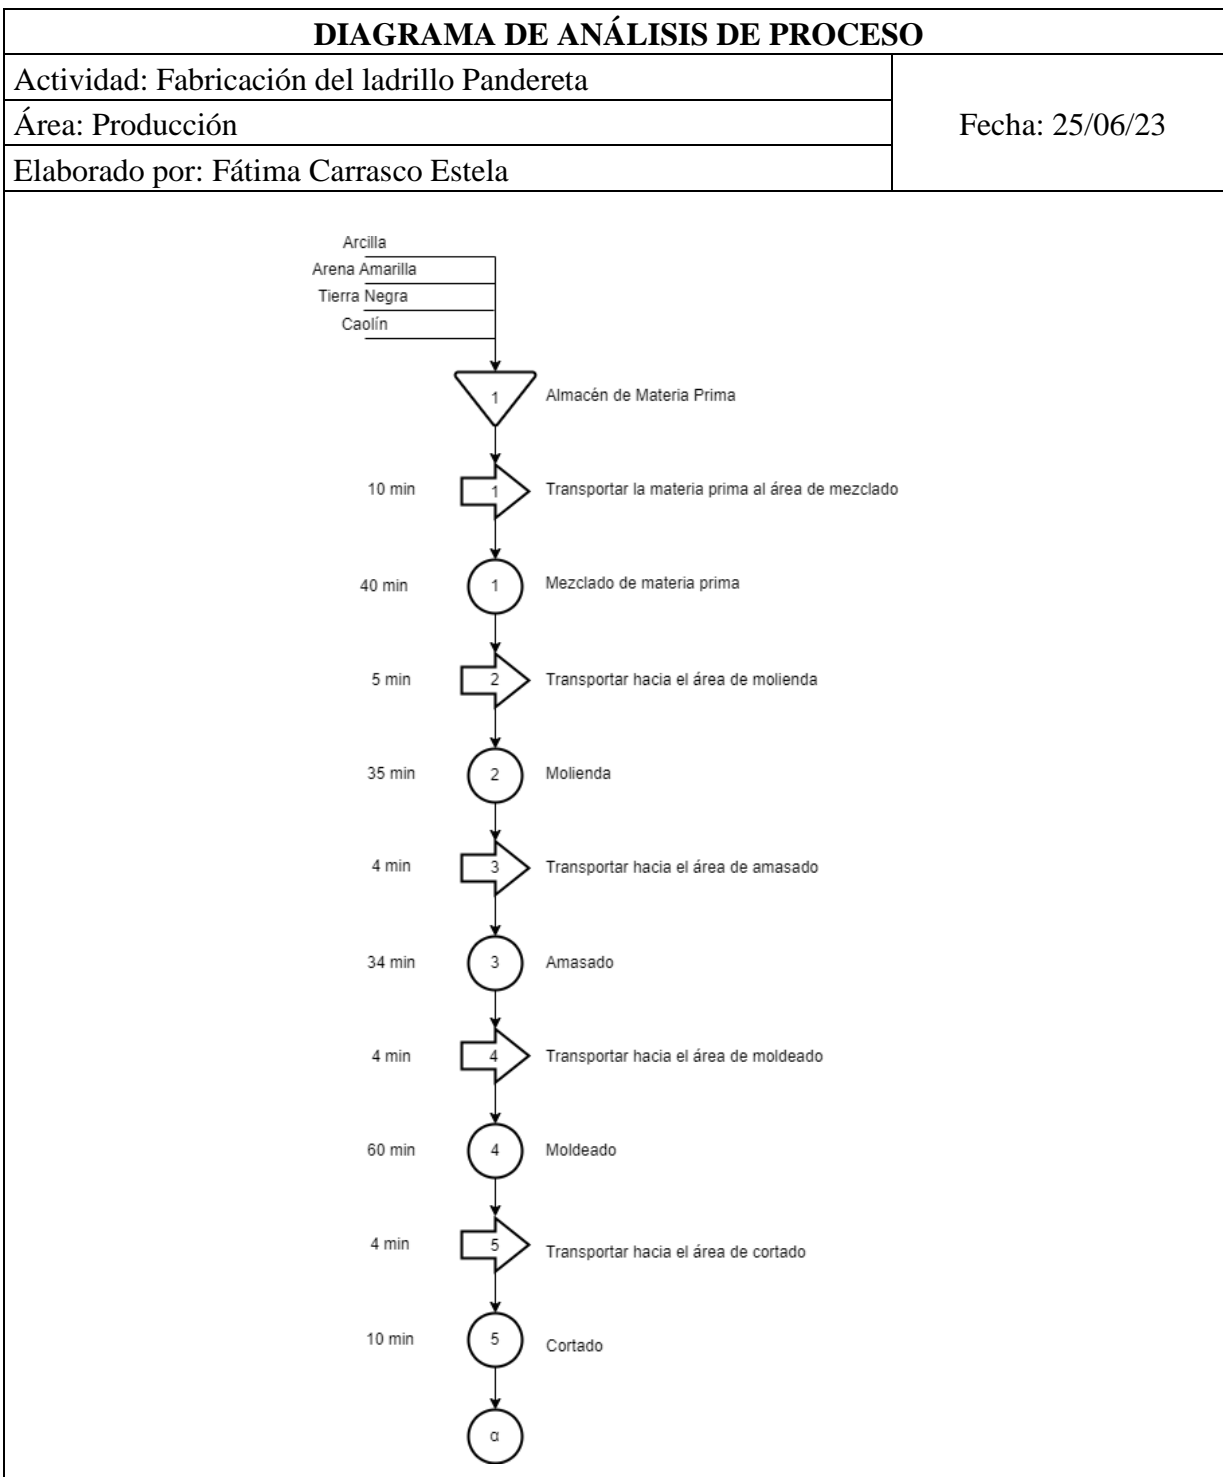 DIAGRAMA DE ANÁLISIS DE PROCESO
Actividad: Fabricación del ladrillo Pandereta
Área: Producción
Fecha: 25/06/23
Elaborado por: Fátima Carrasco Estela
Arcilla
Arena Amarilla
Tierra Negra
Caolín
1 Almacén de Materia Prima
10 min 1 Transportar la materia prima al área de mezclado
40 min 1 Mezclado de materia prima
5 min 2 Transportar hacia el área de molienda
35 min 2 Molienda
4 min 3 Transportar hacia el área de amasado
34 min 3 Amasado
4 min 4 Transportar hacia el área de moldeado
60 min 4 Moldeado
4 min 5 Transportar hacia el área de cortado
10 min 5 Cortado
α